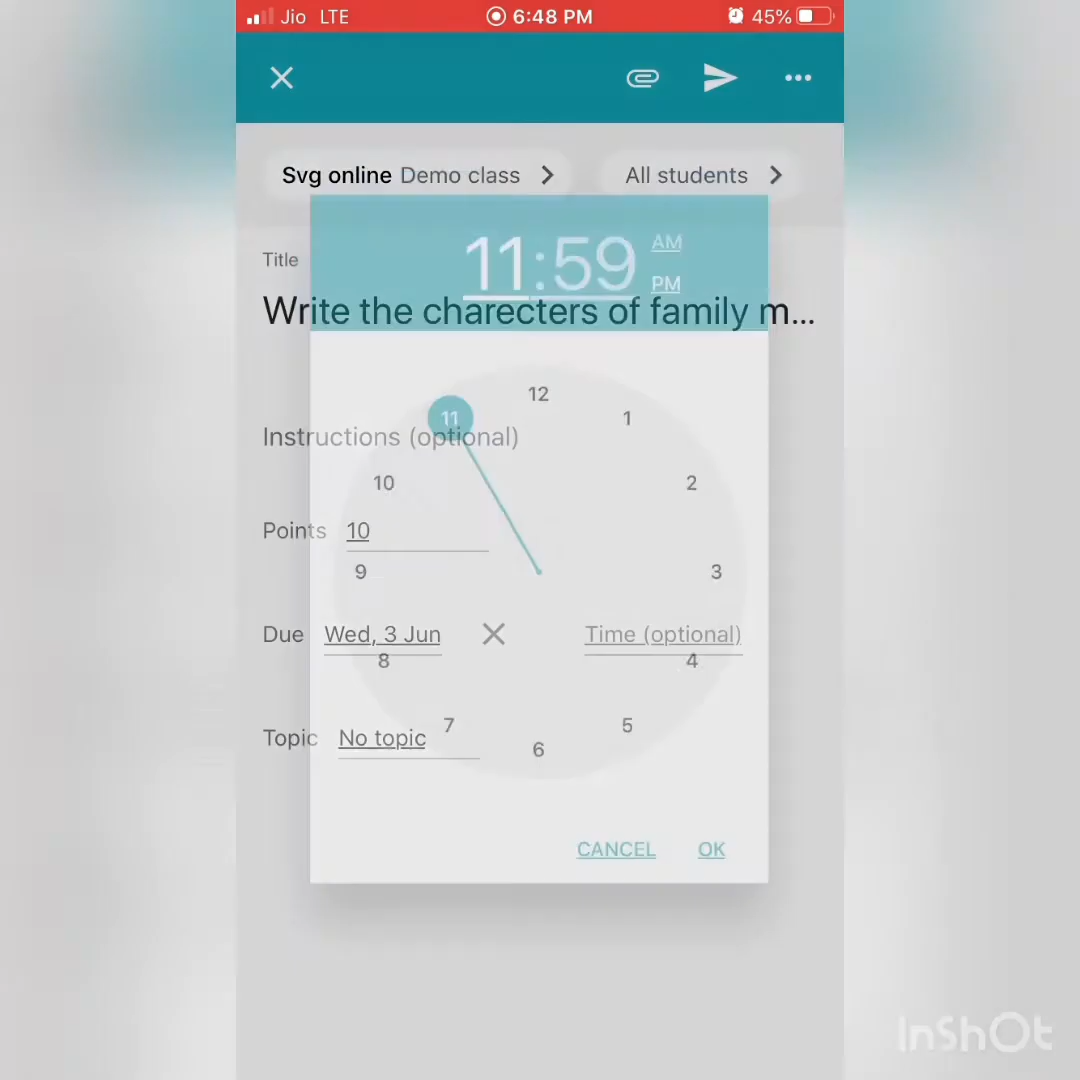 Jio LTE 6:48 PM 45%
Svg online Demo class All students
11:59 AM PM
Title
Write the charecters of family m...
12
11 1
Instructions (optional)
10 2
Points 10
9 3
Due Wed, 3 Jun Time (optional)
8 4
7 5
Topic No topic
6
CANCEL OK
InShOt